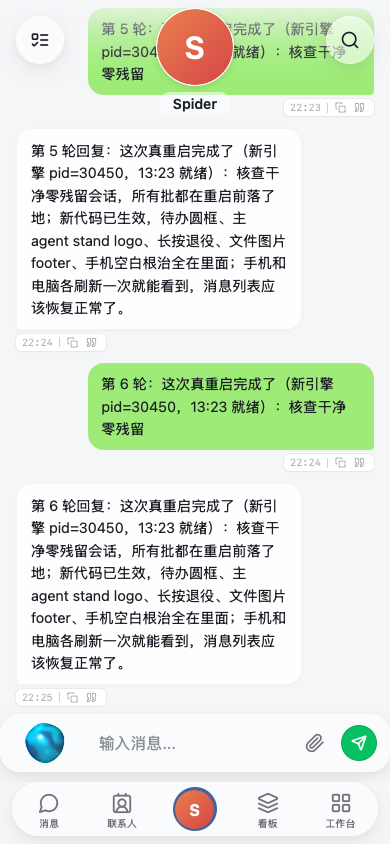 第 5 轮：
这次真重启完成了（新引擎
pid=304
就绪）：核查干净
零残留
S
Spider
22:23
第 5 轮回复：这次真重启完成了（新引
擎 pid=30450，13:23 就绪）：核查干
净零残留会话，所有批都在重启前落了
地；新代码已生效，待办圆框、主
agent stand logo、长按退役、文件图片
footer、手机空白根治全在里面；手机和
电脑各刷新一次就能看到，消息列表应
该恢复正常了。
22:24
第 6 轮：这次真重启完成了（新引擎
pid=30450，13:23 就绪）：核查干净
零残留
22:24
第 6 轮回复：这次真重启完成了（新引
擎 pid=30450，13:23 就绪）：核查干
净零残留会话，所有批都在重启前落了
地；新代码已生效，待办圆框、主
agent stand logo、长按退役、文件图片
footer、手机空白根治全在里面；手机和
电脑各刷新一次就能看到，消息列表应
该恢复正常了。
22:25
输入消息...
消息
联系人
S
看板
工作台